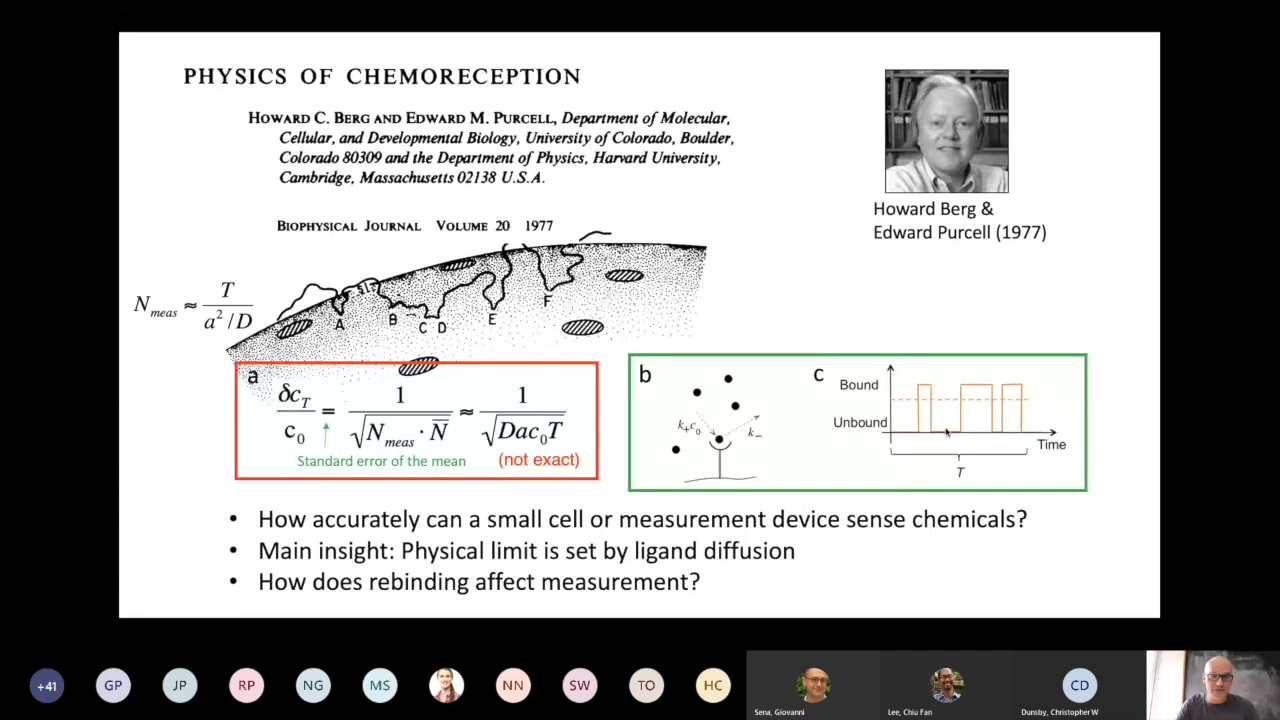 PHYSICS OF CHEMORECEPTION
HOWARD C. BERG AND EDWARD M. PURCELL, Department of Molecular,
Cellular, and Developmental Biology, University of Colorado, Boulder,
Colorado 80309 and the Department of Physics, Harvard University,
Cambridge, Massachusetts 02138 U.S.A.
BIOPHYSICAL JOURNAL VOLUME 20 1977
Howard Berg &
Edward Purcell (1977)
N_meas ≈ T / (a²/D)
A B C D E F
a
δc_T / c_0 = 1 / √(N_meas · N̅) ≈ 1 / √(Dac_0T)
Standard error of the mean (not exact)
b
k₊c₀ k₋
c
Bound
Unbound
Time
T
• How accurately can a small cell or measurement device sense chemicals?
• Main insight: Physical limit is set by ligand diffusion
• How does rebinding affect measurement?
+41 GP JP RP NG MS NN SW TO HC CD
Sena, Giovanni
Lee, Chiu Fan
Dunsby, Christopher W